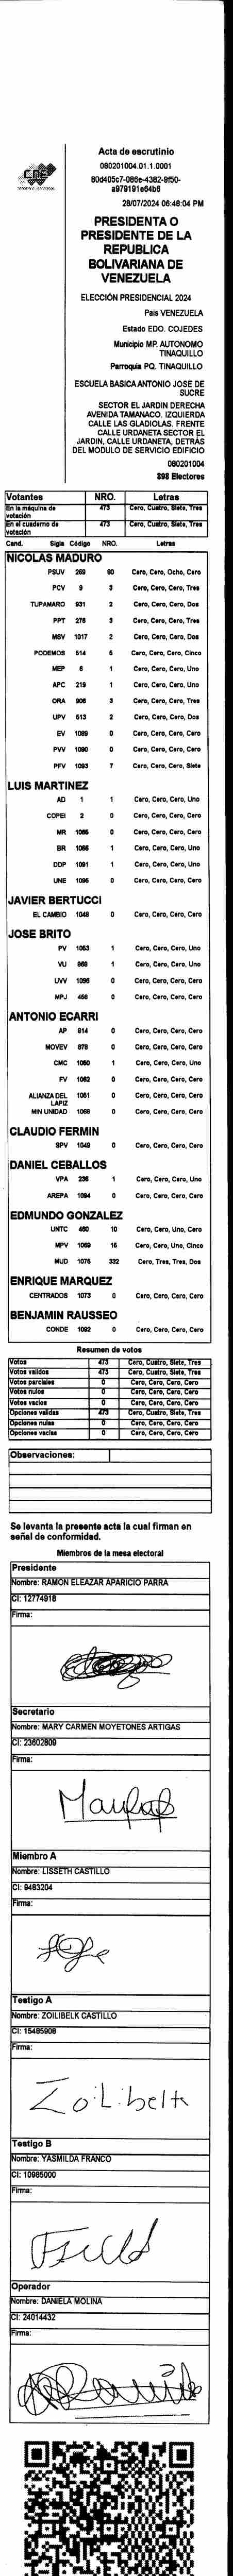 CNE
Acta de escrutinio
080201004.01.1.0001
60d405c7-086e-4382-9f50-
a979191e64b6
28/07/2024 06:48:04 PM
PRESIDENTA O
PRESIDENTE DE LA
REPUBLICA
BOLIVARIANA DE
VENEZUELA
ELECCIÓN PRESIDENCIAL 2024
Pais VENEZUELA
Estado EDO. COJEDES
Municipio MP. AUTONOMO
TINAQUILLO
Parroquia PQ. TINAQUILLO
ESCUELA BASICA ANTONIO JOSE DE
SUCRE
SECTOR EL JARDIN DERECHA
AVENIDA TAMANACO. IZQUIERDA
CALLE LAS GLADIOLAS. FRENTE
CALLE URDANETA SECTOR EL
JARDIN, CALLE URDANETA, DETRÁS
DEL MODULO DE SERVICIO EDIFICIO
080201004
898 Electores
Votantes NRO. Letras
En la máquina de votación 473 Cero, Cuatro, Siete, Tres
En el cuaderno de votación 473 Cero, Cuatro, Siete, Tres
Cand. Sigla Código NRO. Letras
NICOLAS MADURO
PSUV 269 80 Cero, Cero, Ocho, Cero
PCV 9 3 Cero, Cero, Cero, Tres
TUPAMARO 931 2 Cero, Cero, Cero, Dos
PPT 276 3 Cero, Cero, Cero, Tres
MSV 1017 2 Cero, Cero, Cero, Dos
PODEMOS 514 5 Cero, Cero, Cero, Cinco
MEP 6 1 Cero, Cero, Cero, Uno
APC 219 1 Cero, Cero, Cero, Uno
ORA 906 3 Cero, Cero, Cero, Tres
UPV 513 2 Cero, Cero, Cero, Dos
EV 1089 0 Cero, Cero, Cero, Cero
PVV 1090 0 Cero, Cero, Cero, Cero
PFV 1093 7 Cero, Cero, Cero, Siete
LUIS MARTINEZ
AD 1 1 Cero, Cero, Cero, Uno
COPEI 2 0 Cero, Cero, Cero, Cero
MR 1086 0 Cero, Cero, Cero, Cero
BR 1088 1 Cero, Cero, Cero, Uno
DDP 1091 1 Cero, Cero, Cero, Uno
UNE 1095 0 Cero, Cero, Cero, Cero
JAVIER BERTUCCI
EL CAMBIO 1048 0 Cero, Cero, Cero, Cero
JOSE BRITO
PV 1053 1 Cero, Cero, Cero, Uno
VU 868 1 Cero, Cero, Cero, Uno
UVV 1096 0 Cero, Cero, Cero, Cero
MPJ 456 0 Cero, Cero, Cero, Cero
ANTONIO ECARRI
AP 914 0 Cero, Cero, Cero, Cero
MOVEV 978 0 Cero, Cero, Cero, Cero
CMC 1060 1 Cero, Cero, Cero, Uno
FV 1062 0 Cero, Cero, Cero, Cero
ALIANZA DEL LAPIZ 1061 0 Cero, Cero, Cero, Cero
MIN UNIDAD 1068 0 Cero, Cero, Cero, Cero
CLAUDIO FERMIN
SPV 1049 0 Cero, Cero, Cero, Cero
DANIEL CEBALLOS
VPA 236 1 Cero, Cero, Cero, Uno
AREPA 1094 0 Cero, Cero, Cero, Cero
EDMUNDO GONZALEZ
UNTC 460 10 Cero, Cero, Uno, Cero
MPV 1069 15 Cero, Cero, Uno, Cinco
MUD 1075 332 Cero, Tres, Tres, Dos
ENRIQUE MARQUEZ
CENTRADOS 1073 0 Cero, Cero, Cero, Cero
BENJAMIN RAUSSEO
CONDE 1092 0 Cero, Cero, Cero, Cero
Resumen de votos
Votos 473 Cero, Cuatro, Siete, Tres
Votos validos 473 Cero, Cuatro, Siete, Tres
Votos parciales 0 Cero, Cero, Cero, Cero
Votos nulos 0 Cero, Cero, Cero, Cero
Votos vacios 0 Cero, Cero, Cero, Cero
Opciones validas 473 Cero, Cuatro, Siete, Tres
Opciones nulas 0 Cero, Cero, Cero, Cero
Opciones vacias 0 Cero, Cero, Cero, Cero
Observaciones:
Se levanta la presente acta la cual firman en
señal de conformidad.
Miembros de la mesa electoral
Presidente
Nombre: RAMON ELEAZAR APARICIO PARRA
CI: 12774918
Firma:
Secretario
Nombre: MARY CARMEN MOYETONES ARTIGAS
CI: 23602809
Firma:
Miembro A
Nombre: LISSETH CASTILLO
CI: 9483204
Firma:
Testigo A
Nombre: ZOILIBELK CASTILLO
CI: 15485908
Firma:
Zoilibelk
Testigo B
Nombre: YASMILDA FRANCO
CI: 10985000
Firma:
Operador
Nombre: DANIELA MOLINA
CI: 24014432
Firma: